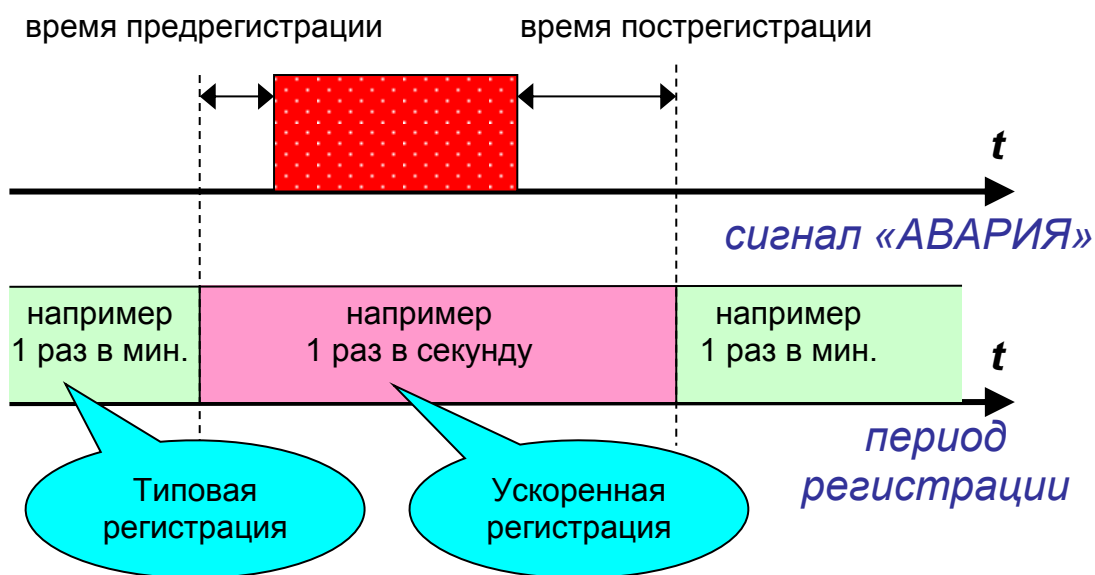 время предрегистрации
время пострегистрации
t
сигнал «АВАРИЯ»
например
1 раз в мин.
например
1 раз в секунду
например
1 раз в мин.
t
период
регистрации
Типовая
регистрация
Ускоренная
регистрация